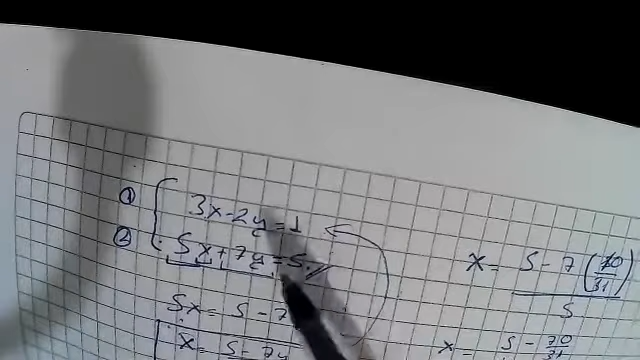 ① 3x-2y=1
② 5x+7y=5
5x = 5-7
x = 5-7y
x = 5-7(10/31)
5
x = 5-70/31